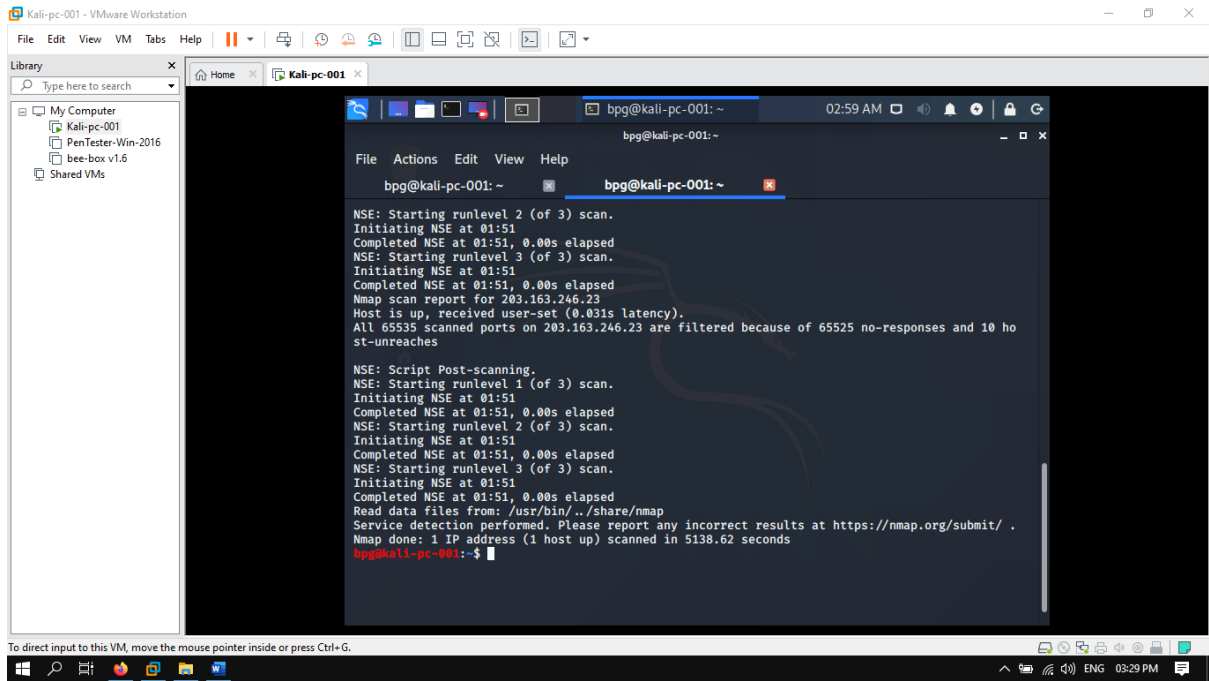 Kali-pc-001 - VMware Workstation
File Edit View VM Tabs Help
Library
Type here to search
My Computer
Kali-pc-001
PenTester-Win-2016
bee-box v1.6
Shared VMs
Home
Kali-pc-001
bpg@kali-pc-001: ~
02:59 AM
bpg@kali-pc-001: ~
File Actions Edit View Help
bpg@kali-pc-001: ~
bpg@kali-pc-001: ~
NSE: Starting runlevel 2 (of 3) scan.
Initiating NSE at 01:51
Completed NSE at 01:51, 0.00s elapsed
NSE: Starting runlevel 3 (of 3) scan.
Initiating NSE at 01:51
Completed NSE at 01:51, 0.00s elapsed
Nmap scan report for 203.163.246.23
Host is up, received user-set (0.031s latency).
All 65535 scanned ports on 203.163.246.23 are filtered because of 65525 no-responses and 10 ho
st-unreaches
NSE: Script Post-scanning.
NSE: Starting runlevel 1 (of 3) scan.
Initiating NSE at 01:51
Completed NSE at 01:51, 0.00s elapsed
NSE: Starting runlevel 2 (of 3) scan.
Initiating NSE at 01:51
Completed NSE at 01:51, 0.00s elapsed
NSE: Starting runlevel 3 (of 3) scan.
Initiating NSE at 01:51
Completed NSE at 01:51, 0.00s elapsed
Read data files from: /usr/bin/../share/nmap
Service detection performed. Please report any incorrect results at https://nmap.org/submit/ .
Nmap done: 1 IP address (1 host up) scanned in 5138.62 seconds
bpg@kali-pc-001:~$
To direct input to this VM, move the mouse pointer inside or press Ctrl+G.
ENG 03:29 PM